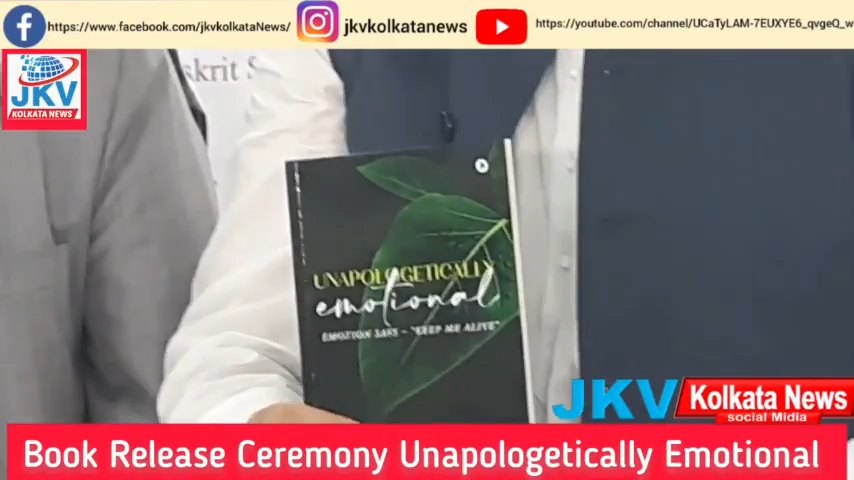 https://www.facebook.com/jkvkolkataNews/
jkvkolkatanews
https://youtube.com/channel/UCaTyLAM-7EUXYE6_qvgeQ_w
skrit S
JKV
KOLKATA NEWS
UNAPOLOGETICALLY
emotional
EMOTION SAYS - "KEEP ME ALIVE"
JKV
Kolkata News
social Midia
Book Release Ceremony Unapologetically Emotional